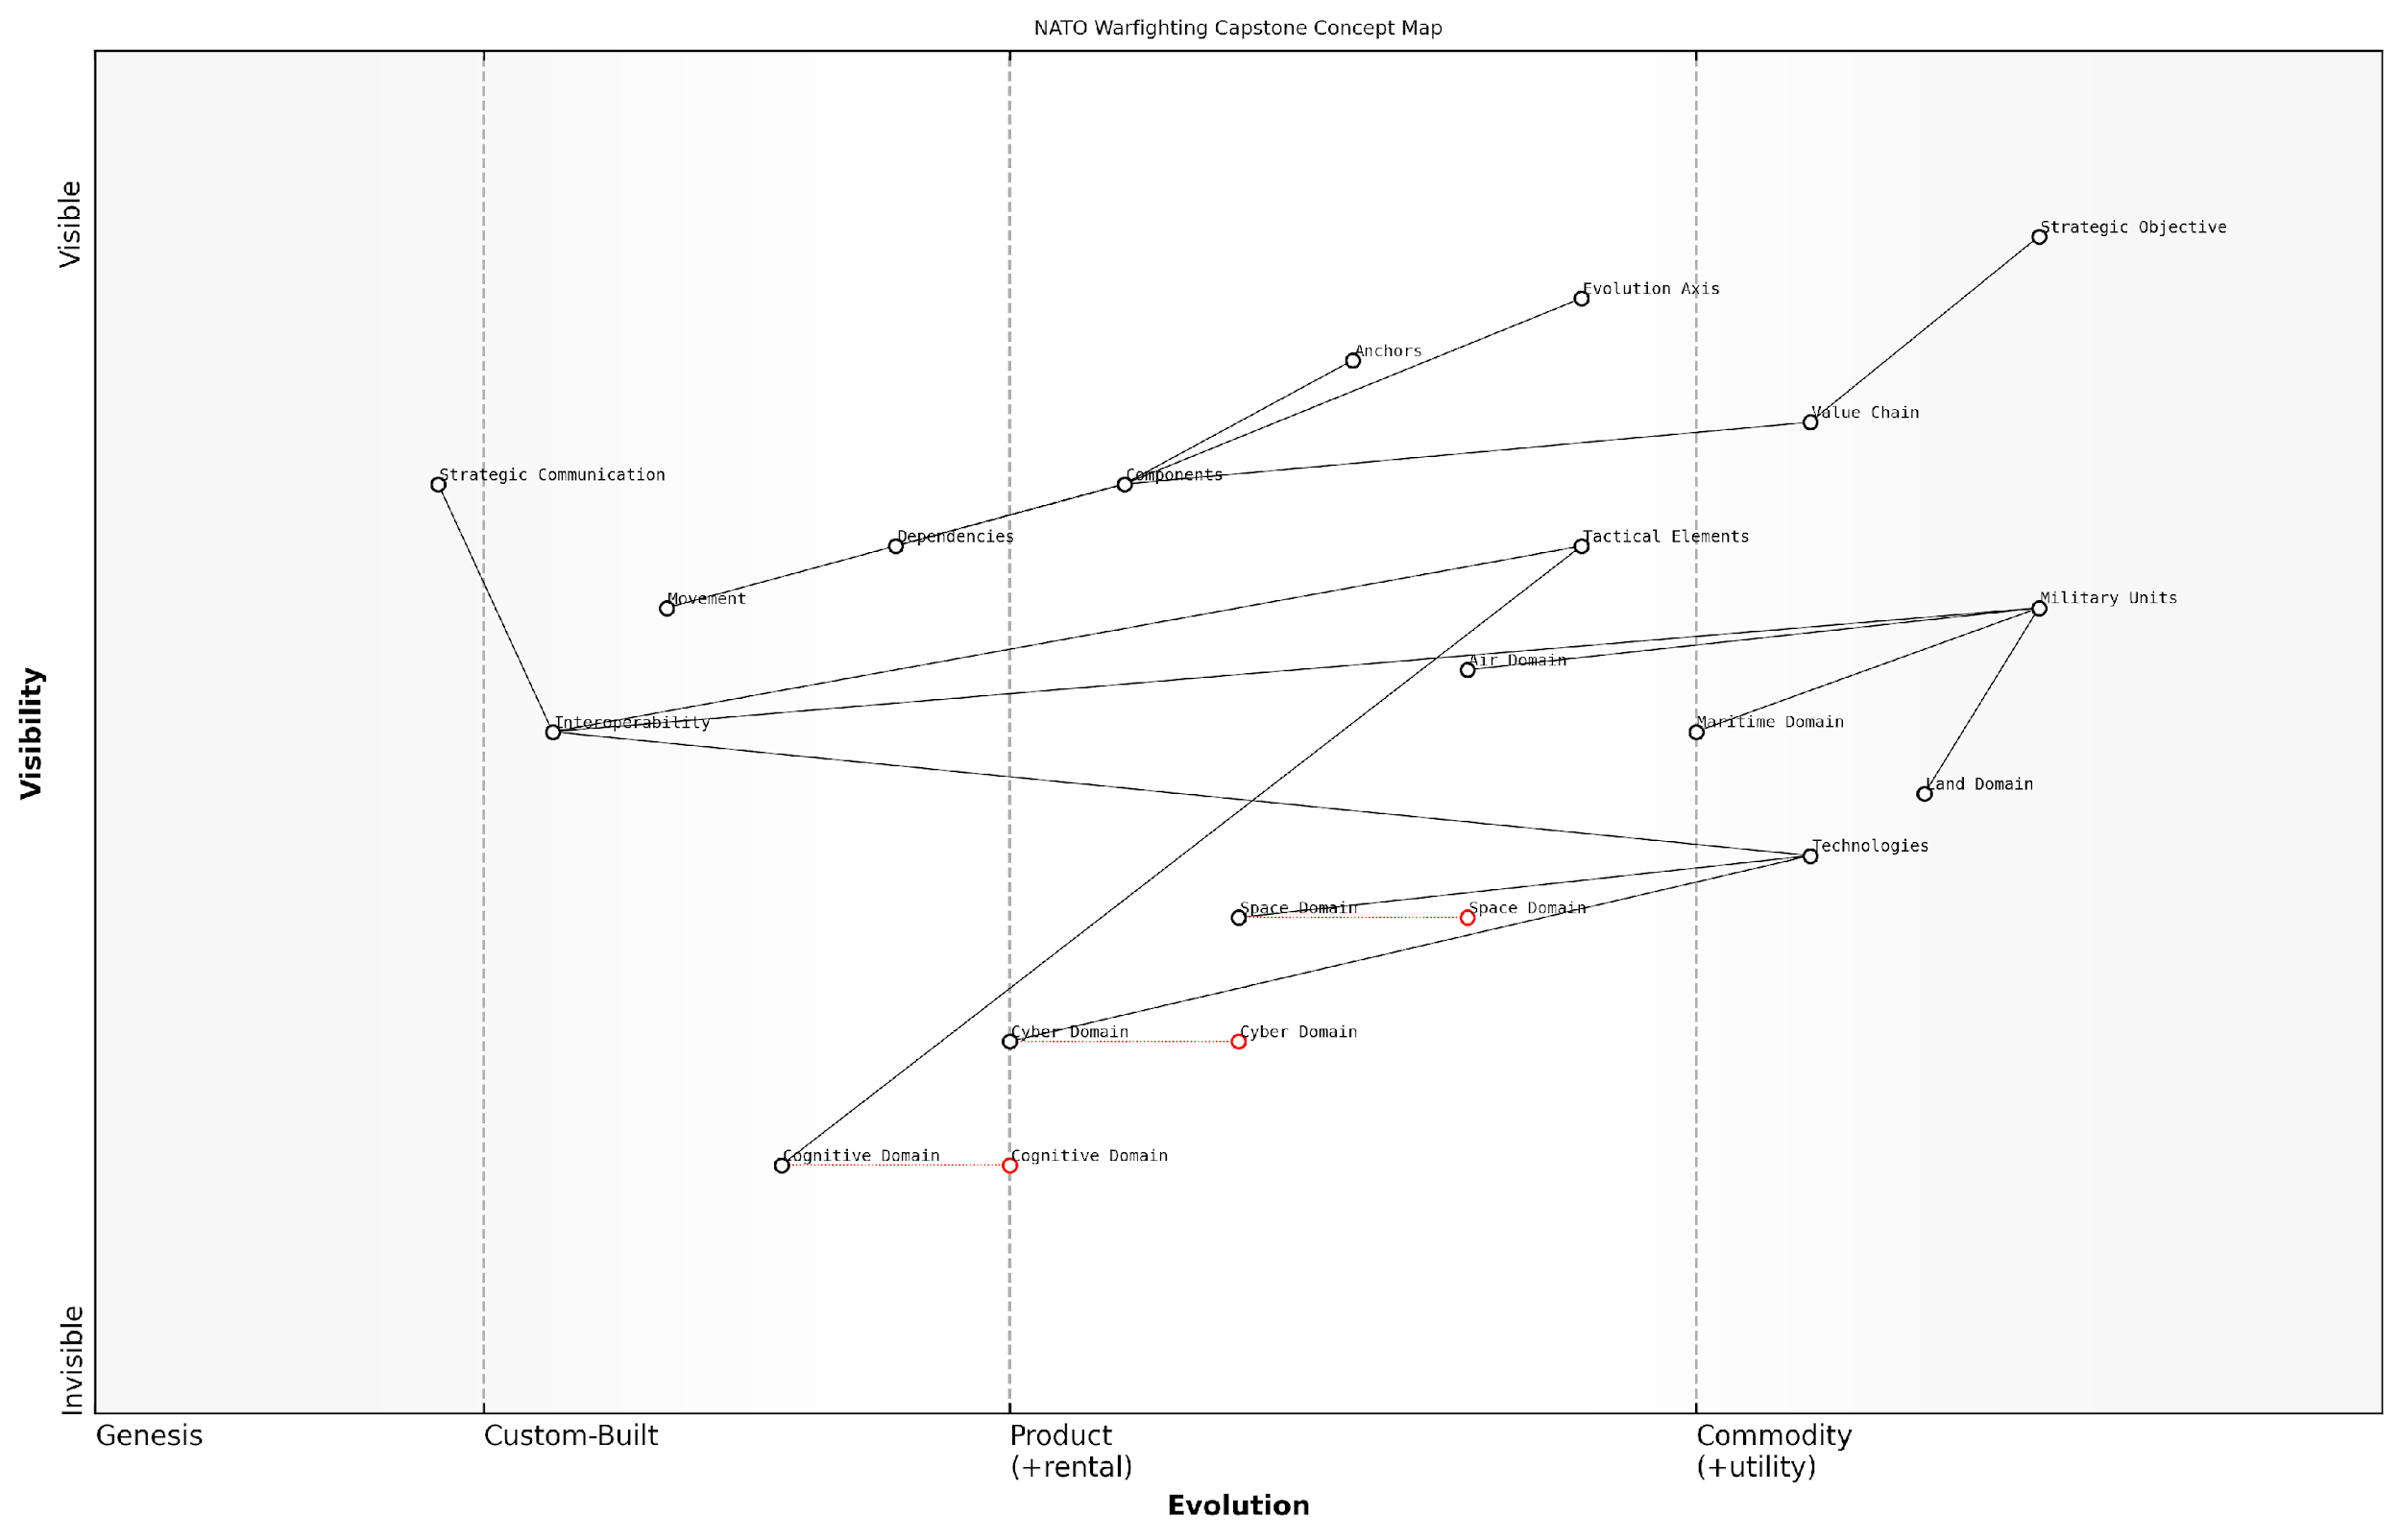 NATO Warfighting Capstone Concept Map
Visible
Strategic Objective
Evolution Axis
Anchors
Value Chain
Strategic Communication
Components
Dependencies
Tactical Elements
Movement
Military Units
Air Domain
Interoperability
Maritime Domain
Visibility
Land Domain
Technologies
Space Domain
Space Domain
Cyber Domain
Cyber Domain
Cognitive Domain
Cognitive Domain
Invisible
Genesis
Custom-Built
Product
(+rental)
Commodity
(+utility)
Evolution